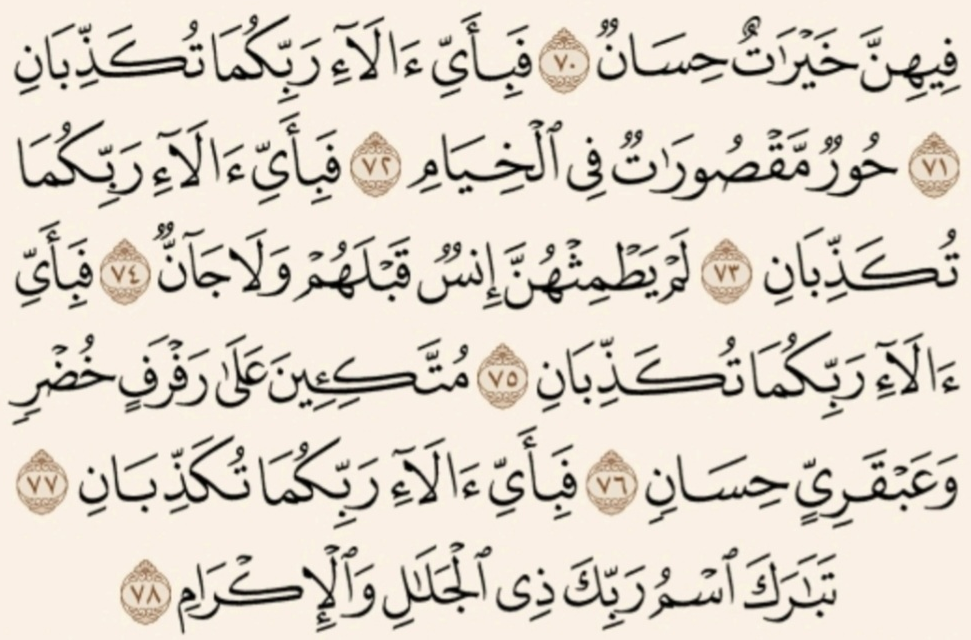 فِيهِنَّ خَيْرَٰتٌ حِسَانٌ ٧٠ فَبِأَيِّ ءَالَآءِ رَبِّكُمَا تُكَذِّبَانِ
٧١ حُورٌ مَّقْصُورَٰتٌ فِى ٱلْخِيَامِ ٧٢ فَبِأَيِّ ءَالَآءِ رَبِّكُمَا
تُكَذِّبَانِ ٧٣ لَمْ يَطْمِثْهُنَّ إِنسٌ قَبْلَهُمْ وَلَا جَآنٌّ ٧٤ فَبِأَيِّ
ءَالَآءِ رَبِّكُمَا تُكَذِّبَانِ ٧٥ مُتَّكِـِٔينَ عَلَىٰ رَفْرَفٍ خُضْرٍ
وَعَبْقَرِيٍّ حِسَانٍ ٧٦ فَبِأَيِّ ءَالَآءِ رَبِّكُمَا تُكَذِّبَانِ ٧٧
تَبَٰرَكَ ٱسْمُ رَبِّكَ ذِى ٱلْجَلَٰلِ وَٱلْإِكْرَامِ ٧٨